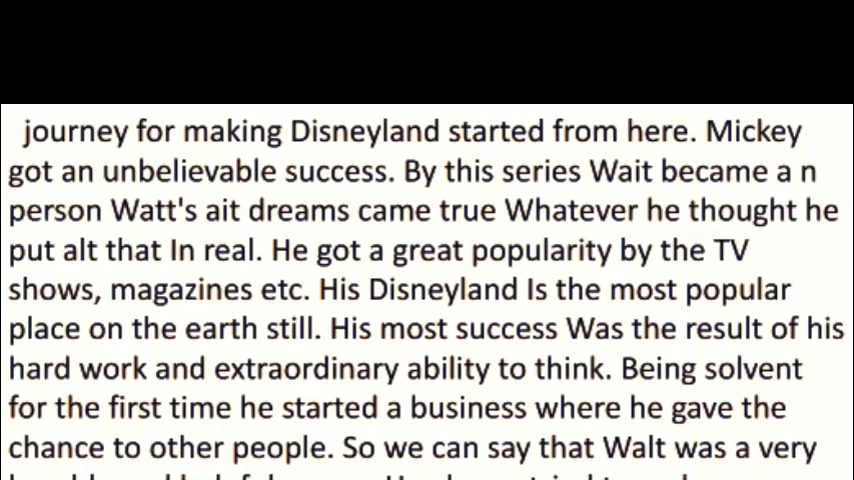 journey for making Disneyland started from here. Mickey
got an unbelievable success. By this series Wait became a n
person Watt's ait dreams came true Whatever he thought he
put alt that In real. He got a great popularity by the TV
shows, magazines etc. His Disneyland Is the most popular
place on the earth still. His most success Was the result of his
hard work and extraordinary ability to think. Being solvent
for the first time he started a business where he gave the
chance to other people. So we can say that Walt was a very